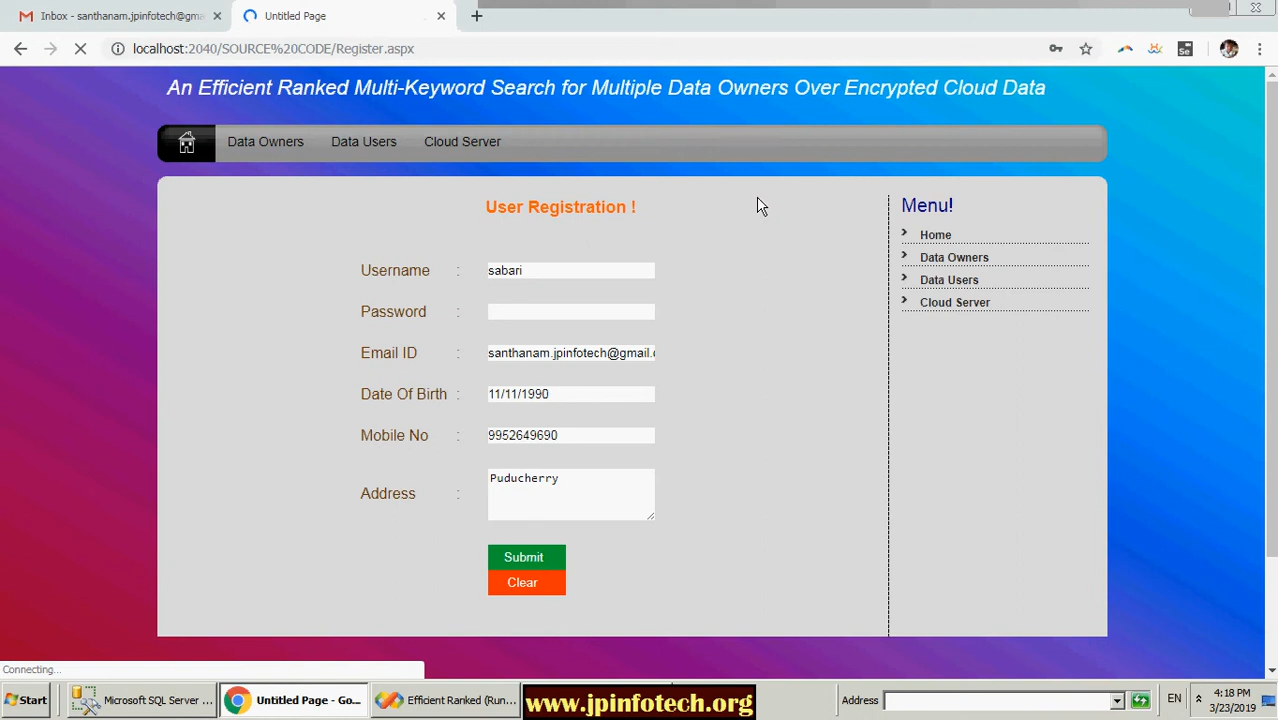 Inbox - santhanam.jpinfotech@gma
Untitled Page
localhost:2040/SOURCE%20CODE/Register.aspx
An Efficient Ranked Multi-Keyword Search for Multiple Data Owners Over Encrypted Cloud Data
Data Owners Data Users Cloud Server
User Registration !
Menu!
Home
Data Owners
Data Users
Cloud Server
Username : sabari
Password :
Email ID : santhanam.jpinfotech@gmail.c
Date Of Birth : 11/11/1990
Mobile No : 9952649690
Address : Puducherry
Submit
Clear
Connecting...
Start Microsoft SQL Server ... Untitled Page - Go... Efficient Ranked (Run... www.jpinfotech.org Address EN 4:18 PM
3/23/2019